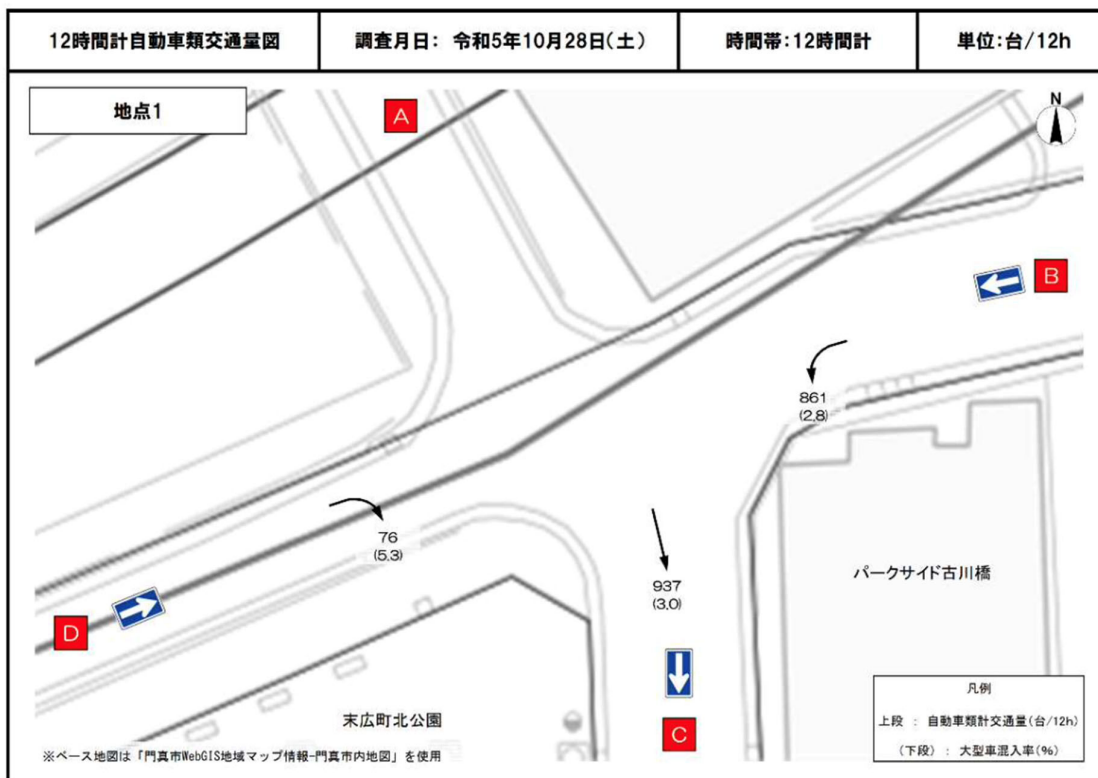 12時間計自動車類交通量図
調査月日: 令和5年10月28日(土)
時間帯:12時間計
単位:台/12h
地点1
A
N
B
861
(2.8)
76
(5.3)
937
(3.0)
パークサイド古川橋
D
C
末広町北公園
凡例
上段 : 自動車類計交通量(台/12h)
(下段) : 大型車混入率(%)
※ベース地図は「門真市WebGIS地域マップ情報-門真市内地図」を使用